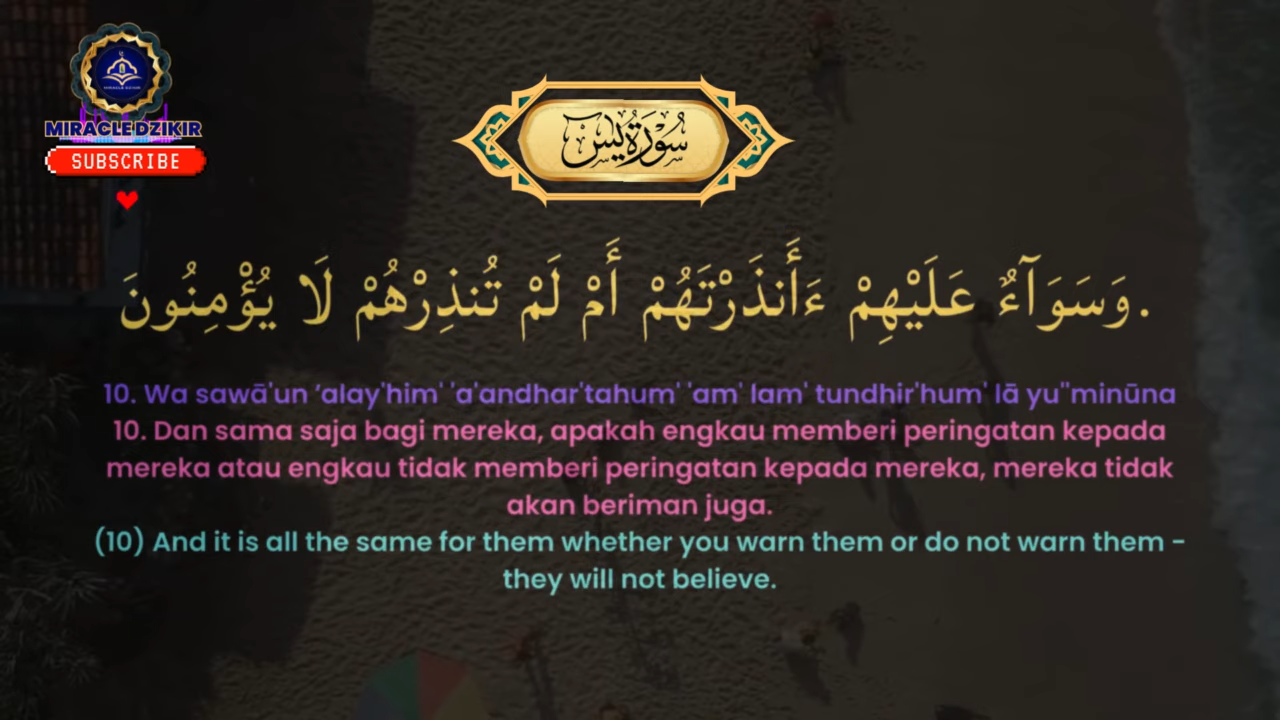 MIRACLE DZIKIR
MIRACLEDZIKIR
SUBSCRIBE
سُوْرَةُ يٰسٓ
.وَسَوَآءٌ عَلَيْهِمْ ءَأَنذَرْتَهُمْ أَمْ لَمْ تُنذِرْهُمْ لَا يُؤْمِنُونَ
10. Wa sawā'un ‘alay'him' 'a'andhar'tahum' 'am' lam' tundhir'hum' lā yu''minūna
10. Dan sama saja bagi mereka, apakah engkau memberi peringatan kepada
mereka atau engkau tidak memberi peringatan kepada mereka, mereka tidak
akan beriman juga.
(10) And it is all the same for them whether you warn them or do not warn them -
they will not believe.